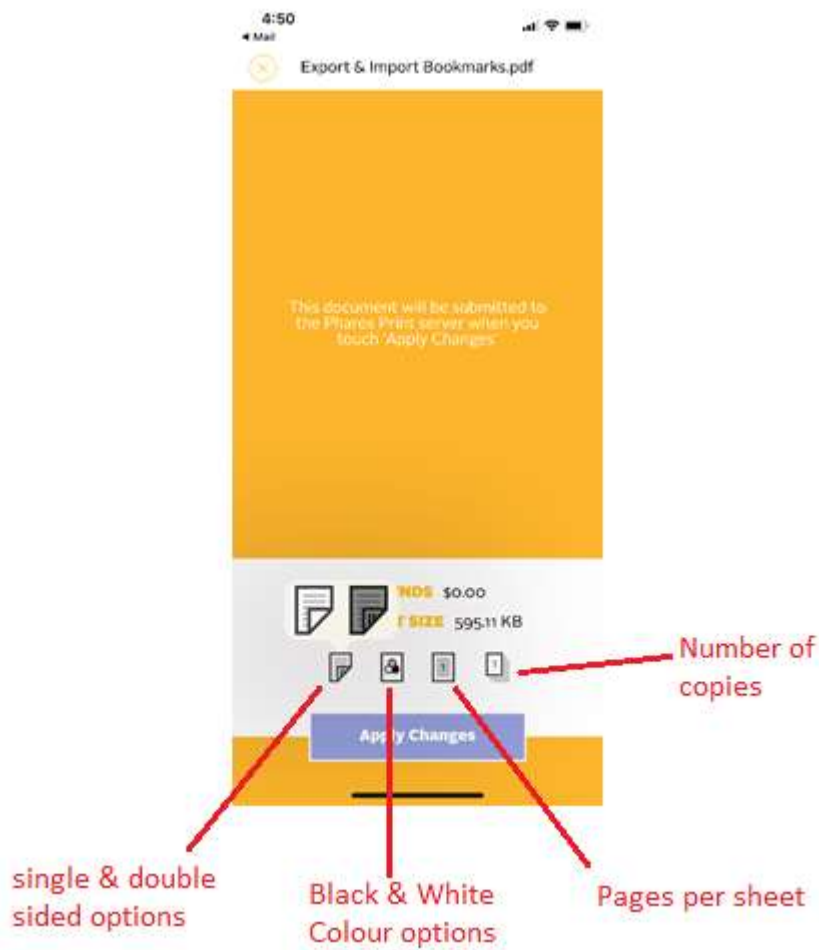 4:50
Mail
Export & Import Bookmarks.pdf
This document will be submitted to
the Pharos Print server when you
touch 'Apply Changes'
NDS $0.00
T SIZE 595.11 KB
1
1
Number of
copies
Apply Changes
single & double
sided options
Black & White
Colour options
Pages per sheet